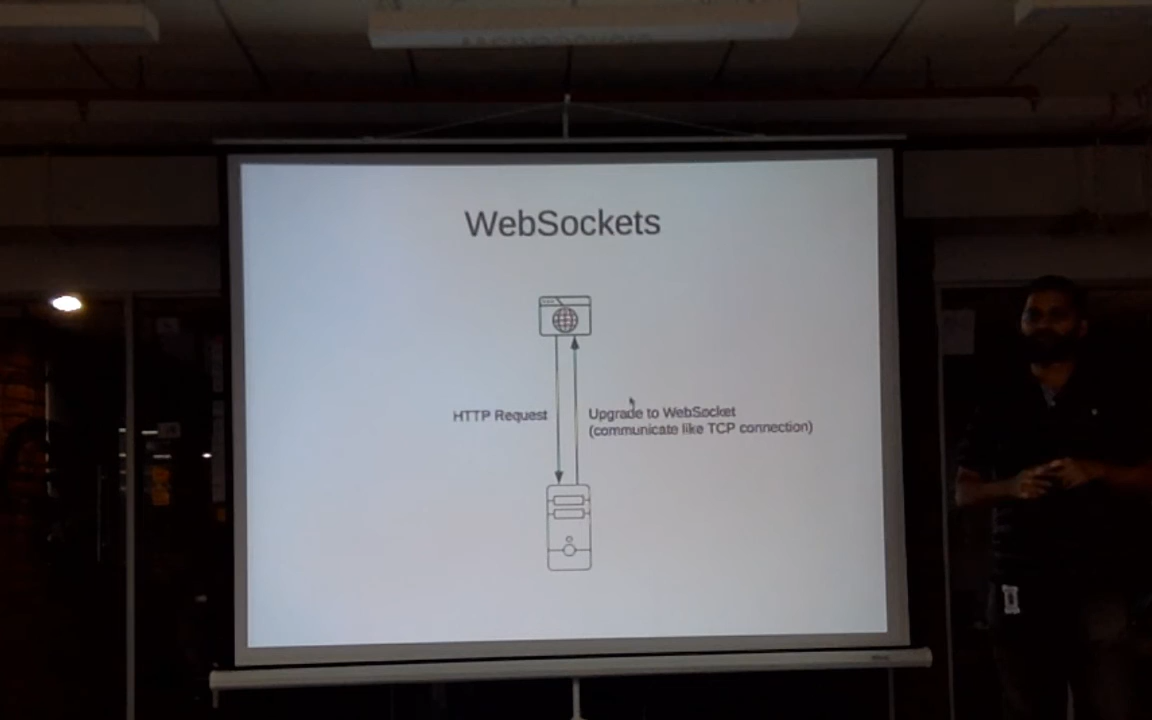 WebSockets
HTTP Request
Upgrade to WebSocket
(communicate like TCP connection)